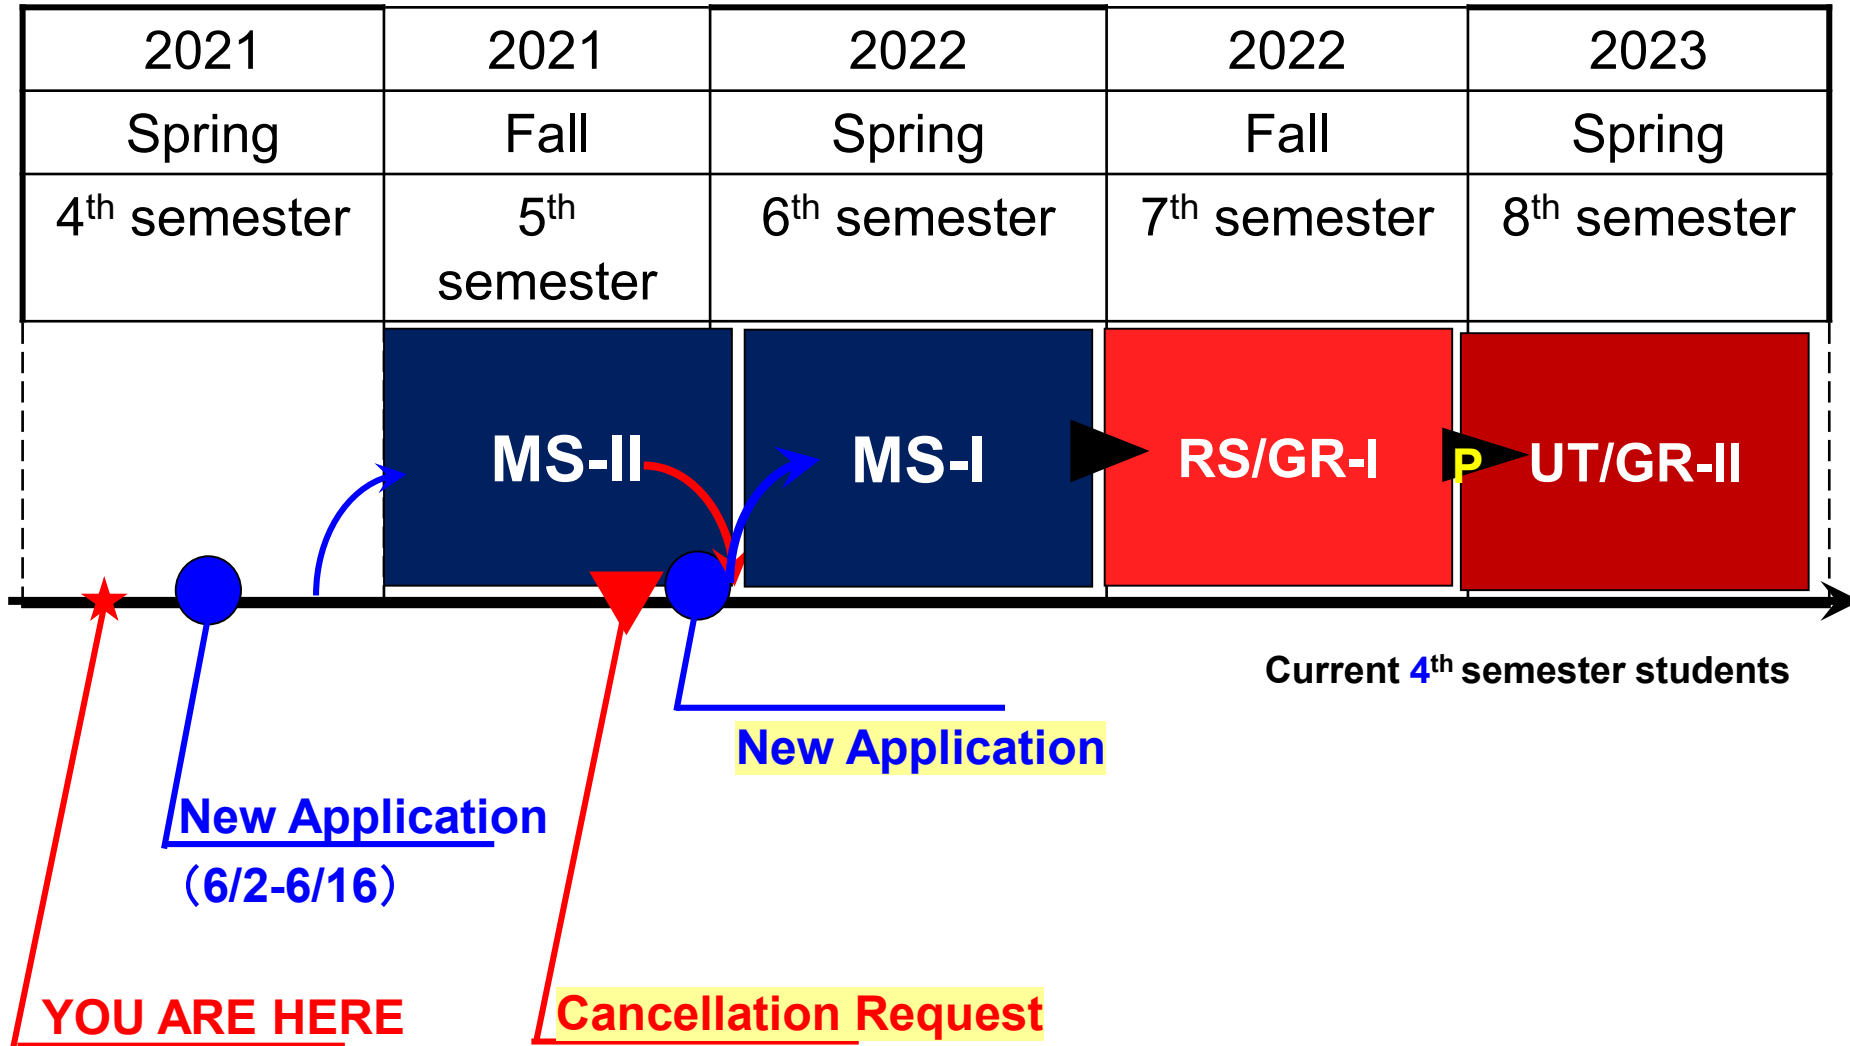 2021 2021 2022 2022 2023
Spring Fall Spring Fall Spring
4th semester 5th semester 6th semester 7th semester 8th semester
MS-II MS-I RS/GR-I P UT/GR-II
Current 4th semester students
New Application
New Application
（6/2-6/16）
YOU ARE HERE
Cancellation Request